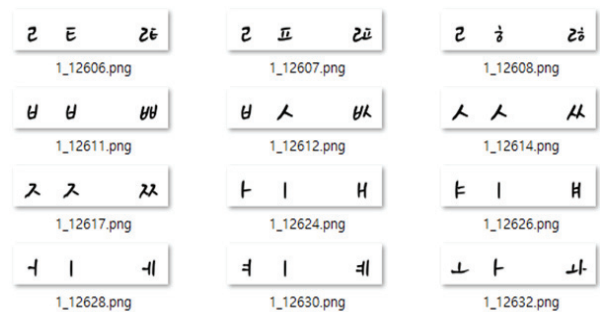 ㄹ ㅌ ㄾ ㄹ ㅍ ㄿ ㄹ ㅎ ㅀ
1_12606.png 1_12607.png 1_12608.png
ㅂ ㅂ ㅃ ㅂ ㅅ ㅄ ㅅ ㅅ ㅆ
1_12611.png 1_12612.png 1_12614.png
ㅈ ㅈ ㅉ ㅏ ㅣ ㅐ ㅑ ㅣ ㅒ
1_12617.png 1_12624.png 1_12626.png
ㅓ ㅣ ㅔ ㅕ ㅣ ㅖ ㅗ ㅏ ㅘ
1_12628.png 1_12630.png 1_12632.png